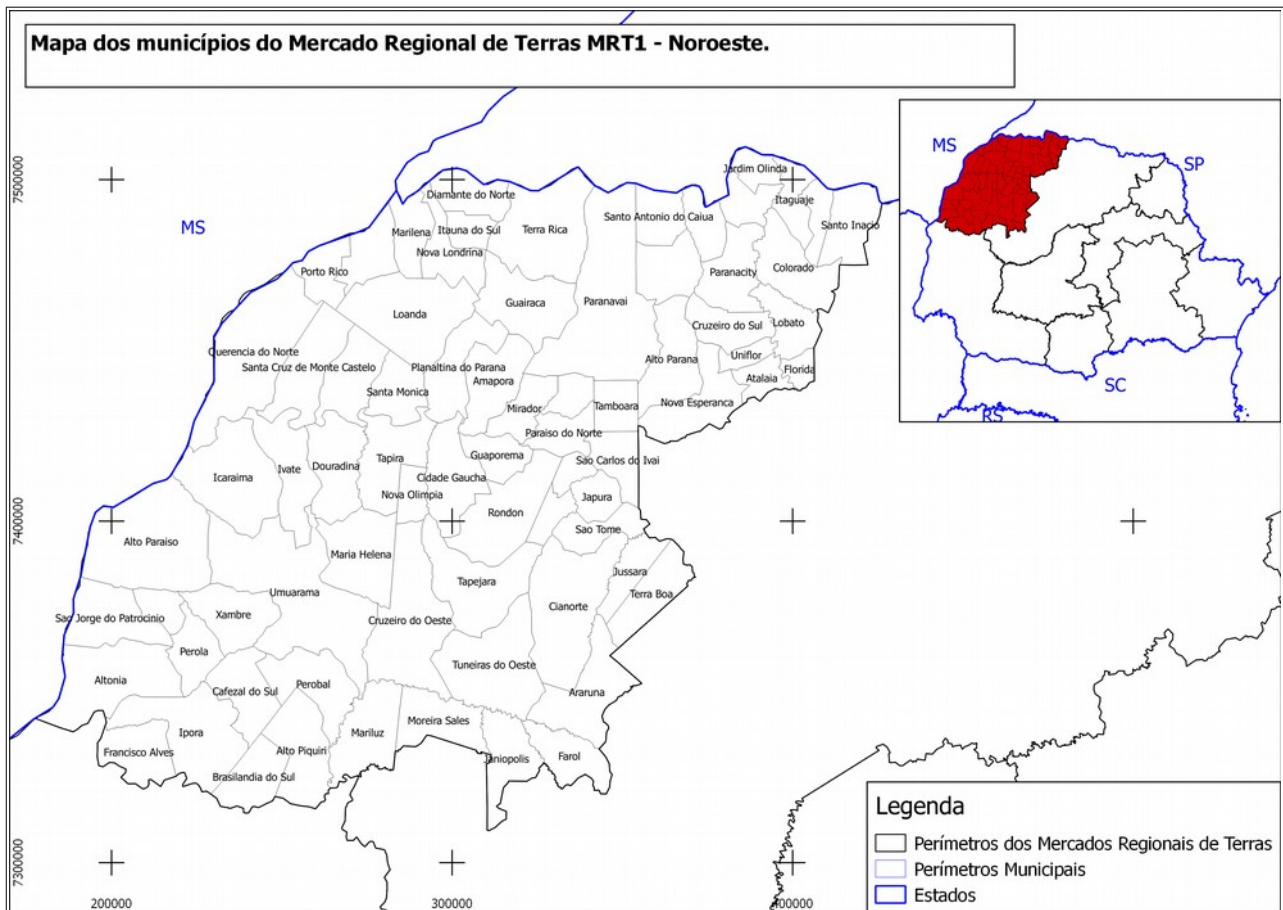 Mapa dos municípios do Mercado Regional de Terras MRT1 - Noroeste.
MS
SP
SC
RS
7500000
7400000
7300000
200000
300000
400000
MS
Jardim Olinda
Diamante do Norte
Itaguaje
Santo Antonio do Caiua
Santo Inacio
Marilena
Itauna do Sul
Terra Rica
Nova Londrina
Porto Rico
Paranacity
Colorado
Guairaca
Paranavai
Loanda
Cruzeiro do Sul
Lobato
Querencia do Norte
Uniflor
Santa Cruz de Monte Castelo
Planaltina do Parana
Alto Parana
Florida
Amapora
Atalaia
Santa Monica
Mirador
Tamboara
Nova Esperanca
Paraiso do Norte
Guaporema
Sao Carlos do Ivai
Tapira
Icaraima
Ivate
Douradina
Cidade Gaucha
Nova Olimpia
Japura
Rondon
Sao Tome
Alto Paraiso
Maria Helena
Jussara
Tapejara
Umuarama
Terra Boa
Cianorte
Sao Jorge do Patrocinio
Xambre
Cruzeiro do Oeste
Perola
Tuneiras do Oeste
Altonia
Cafezal do Sul
Perobal
Araruna
Moreira Sales
Ipora
Mariluz
Francisco Alves
Alto Piquiri
Janiopolis
Farol
Brasilandia do Sul
Legenda
Perímetros dos Mercados Regionais de Terras
Perímetros Municipais
Estados